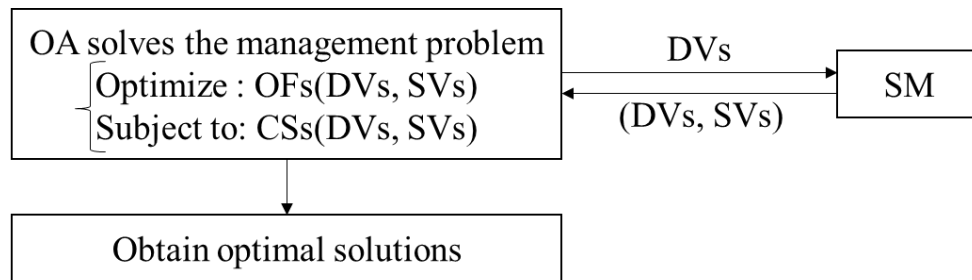 OA solves the management problem
Optimize : OFs(DVs, SVs)
Subject to: CSs(DVs, SVs)
DVs
(DVs, SVs)
SM
Obtain optimal solutions